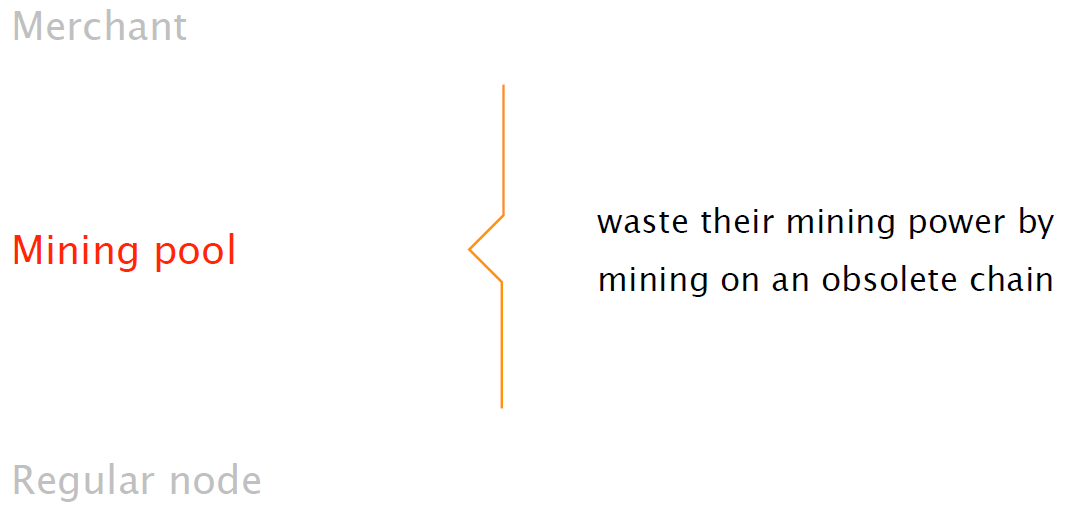 Merchant
Mining pool
waste their mining power by
mining on an obsolete chain
Regular node